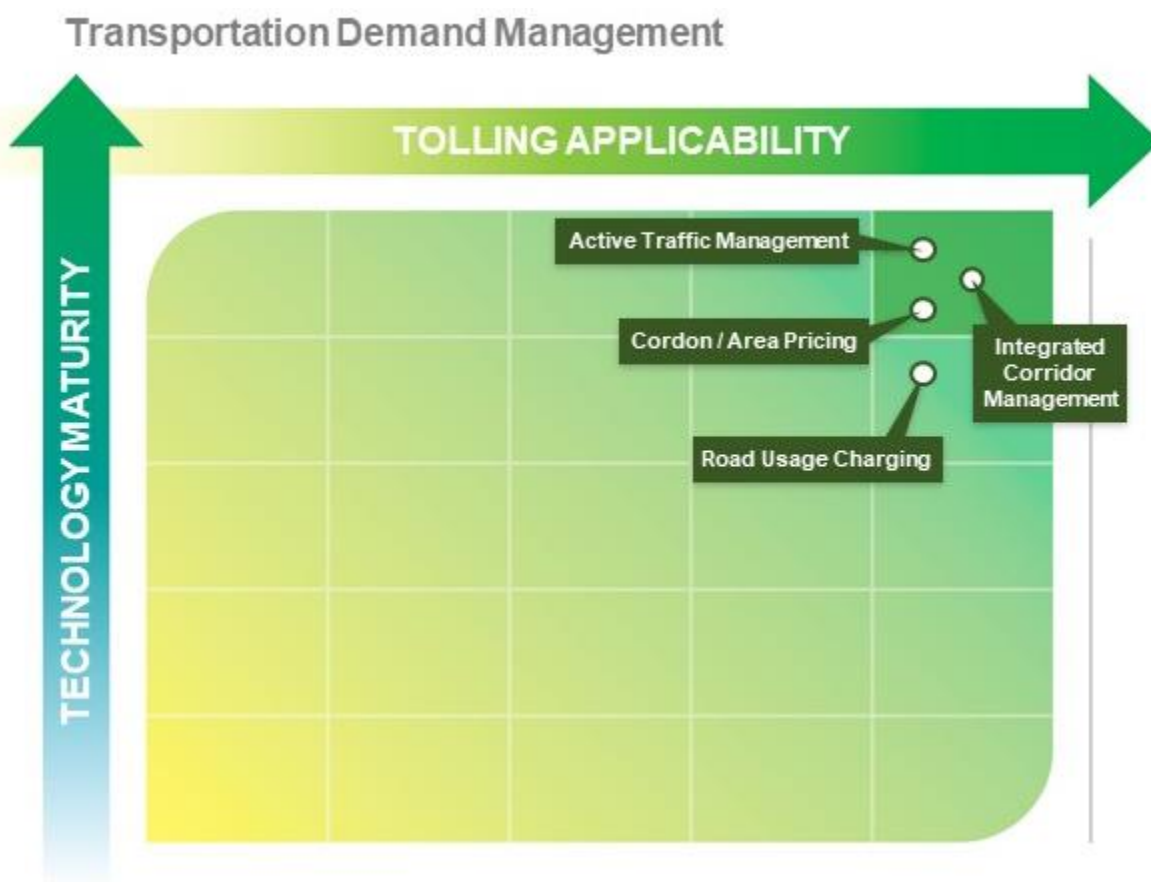 Transportation Demand Management
TOLLING APPLICABILITY
TECHNOLOGY MATURITY
Active Traffic Management
Cordon / Area Pricing
Integrated
Corridor
Management
Road Usage Charging